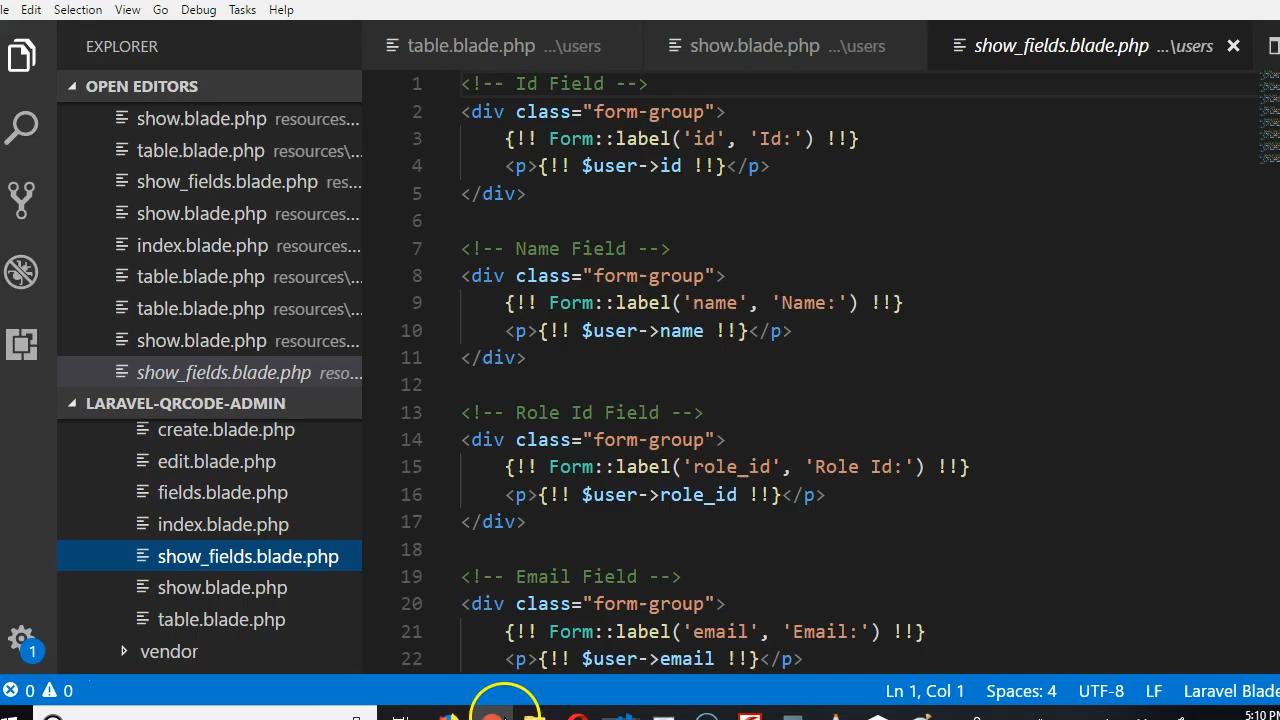 le Edit Selection View Go Debug Tasks Help
EXPLORER
table.blade.php ...\users show.blade.php ...\users show_fields.blade.php ...\users
OPEN EDITORS
show.blade.php resources...
table.blade.php resources\...
show_fields.blade.php res...
show.blade.php resources...
index.blade.php resources...
table.blade.php resources\...
table.blade.php resources\...
show.blade.php resources...
show_fields.blade.php reso...
LARAVEL-QRCODE-ADMIN
create.blade.php
edit.blade.php
fields.blade.php
index.blade.php
show_fields.blade.php
show.blade.php
table.blade.php
vendor
1 <!-- Id Field -->
2 <div class="form-group">
3 {!! Form::label('id', 'Id:') !!}
4 <p>{!! $user->id !!}</p>
5 </div>
6
7 <!-- Name Field -->
8 <div class="form-group">
9 {!! Form::label('name', 'Name:') !!}
10 <p>{!! $user->name !!}</p>
11 </div>
12
13 <!-- Role Id Field -->
14 <div class="form-group">
15 {!! Form::label('role_id', 'Role Id:') !!}
16 <p>{!! $user->role_id !!}</p>
17 </div>
18
19 <!-- Email Field -->
20 <div class="form-group">
21 {!! Form::label('email', 'Email:') !!}
22 <p>{!! $user->email !!}</p>
1
0 0 Ln 1, Col 1 Spaces: 4 UTF-8 LF Laravel Blade
5:10 P